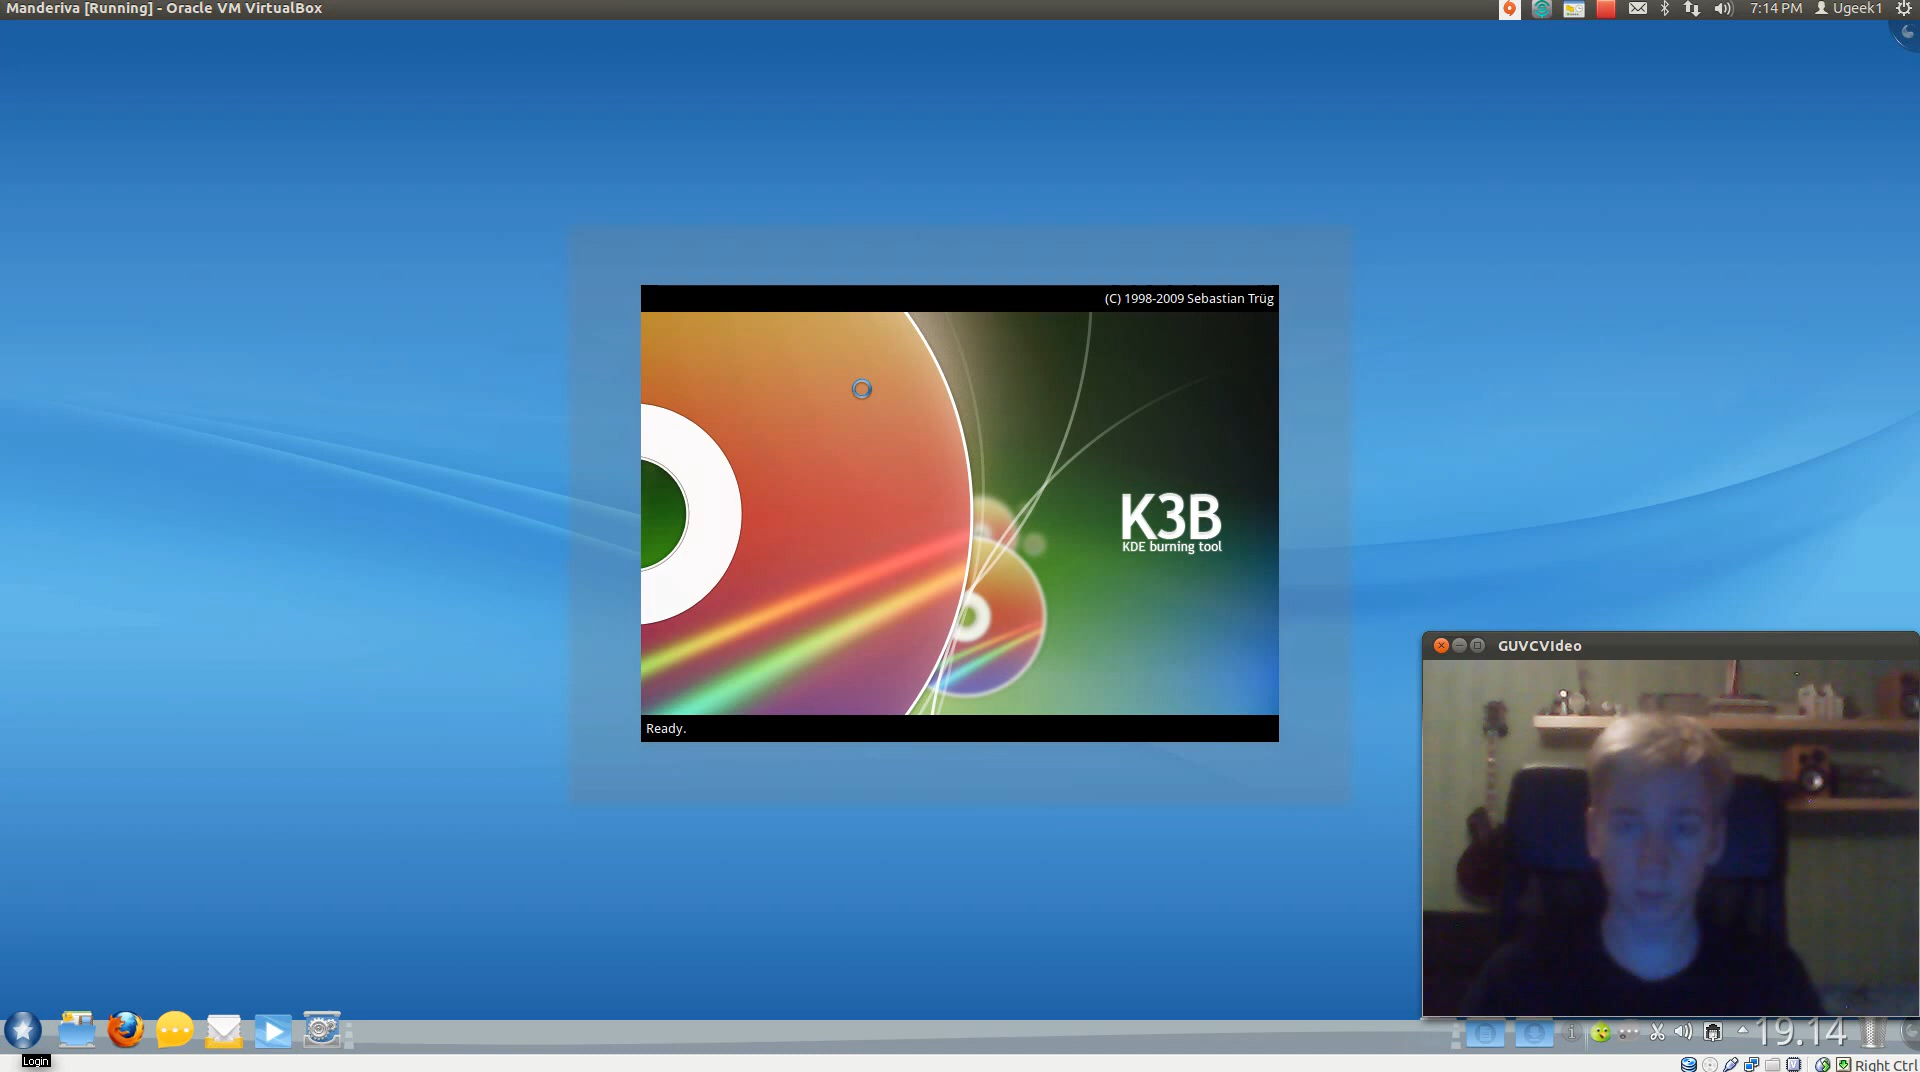 Manderiva [Running] - Oracle VM VirtualBox
7:14 PM Ugeek1
(C) 1998-2009 Sebastian Trüg
K3B
KDE burning tool
Ready.
GUVCVIdeo
19.14
Login
Right Ctrl